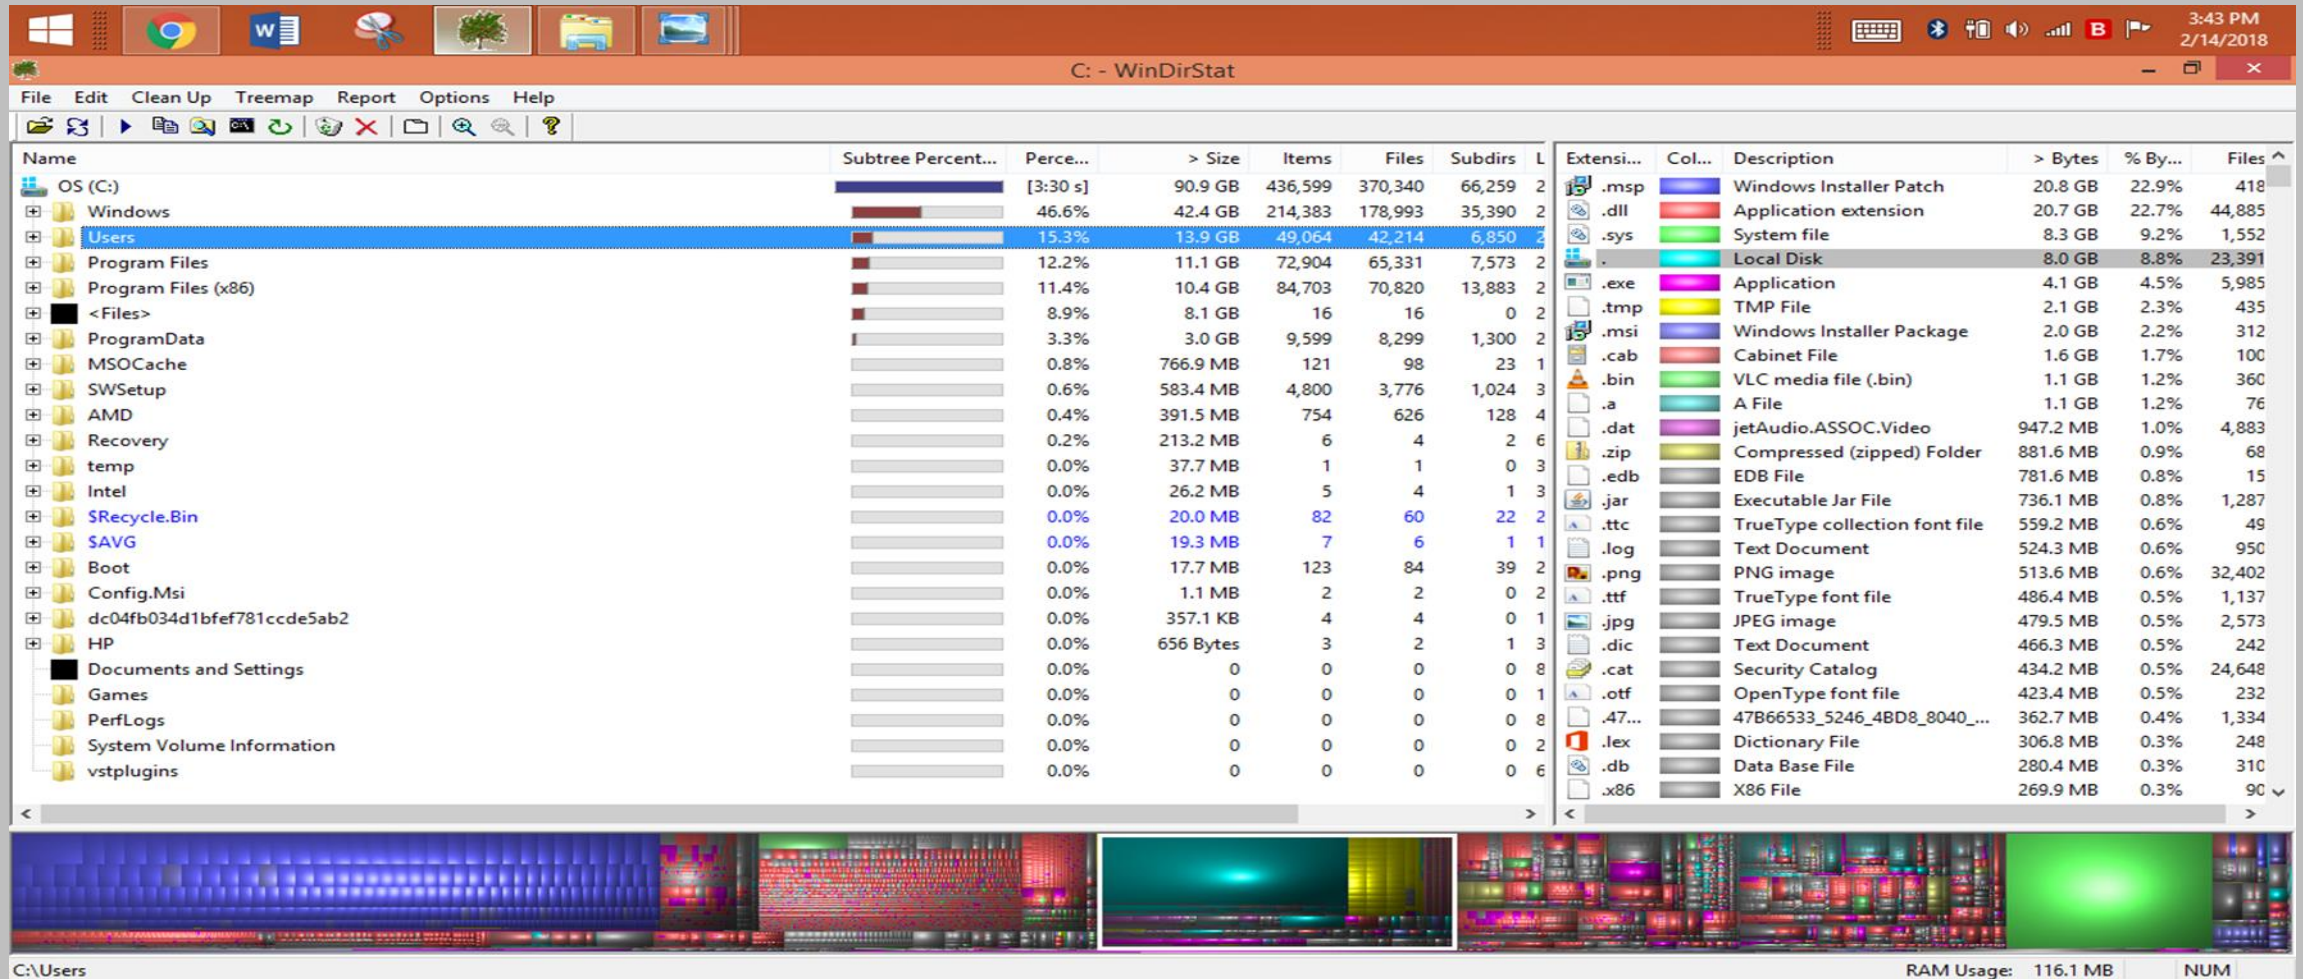 3:43 PM
2/14/2018
C: - WinDirStat
File Edit Clean Up Treemap Report Options Help
Name Subtree Percent... Perce... > Size Items Files Subdirs L
OS (C:) [3:30 s] 90.9 GB 436,599 370,340 66,259 2
Windows 46.6% 42.4 GB 214,383 178,993 35,390 2
Users 15.3% 13.9 GB 49,064 42,214 6,850 2
Program Files 12.2% 11.1 GB 72,904 65,331 7,573 2
Program Files (x86) 11.4% 10.4 GB 84,703 70,820 13,883 2
<Files> 8.9% 8.1 GB 16 16 0 2
ProgramData 3.3% 3.0 GB 9,599 8,299 1,300 2
MSOCache 0.8% 766.9 MB 121 98 23 1
SWSetup 0.6% 583.4 MB 4,800 3,776 1,024 3
AMD 0.4% 391.5 MB 754 626 128 4
Recovery 0.2% 213.2 MB 6 4 2 6
temp 0.0% 37.7 MB 1 1 0 3
Intel 0.0% 26.2 MB 5 4 1 3
$Recycle.Bin 0.0% 20.0 MB 82 60 22 2
$AVG 0.0% 19.3 MB 7 6 1 1
Boot 0.0% 17.7 MB 123 84 39 2
Config.Msi 0.0% 1.1 MB 2 2 0 2
dc04fb034d1bfef781ccde5ab2 0.0% 357.1 KB 4 4 0 1
HP 0.0% 656 Bytes 3 2 1 3
Documents and Settings 0.0% 0 0 0 0 8
Games 0.0% 0 0 0 0 1
PerfLogs 0.0% 0 0 0 0 8
System Volume Information 0.0% 0 0 0 0 2
vstplugins 0.0% 0 0 0 0 6
Extensi... Col... Description > Bytes % By... Files
.msp Windows Installer Patch 20.8 GB 22.9% 418
.dll Application extension 20.7 GB 22.7% 44,885
.sys System file 8.3 GB 9.2% 1,552
. Local Disk 8.0 GB 8.8% 23,391
.exe Application 4.1 GB 4.5% 5,985
.tmp TMP File 2.1 GB 2.3% 435
.msi Windows Installer Package 2.0 GB 2.2% 312
.cab Cabinet File 1.6 GB 1.7% 100
.bin VLC media file (.bin) 1.1 GB 1.2% 360
.a A File 1.1 GB 1.2% 76
.dat jetAudio.ASSOC.Video 947.2 MB 1.0% 4,883
.zip Compressed (zipped) Folder 881.6 MB 0.9% 68
.edb EDB File 781.6 MB 0.8% 15
.jar Executable Jar File 736.1 MB 0.8% 1,287
.ttc TrueType collection font file 559.2 MB 0.6% 49
.log Text Document 524.3 MB 0.6% 950
.png PNG image 513.6 MB 0.6% 32,402
.ttf TrueType font file 486.4 MB 0.5% 1,137
.jpg JPEG image 479.5 MB 0.5% 2,573
.dic Text Document 466.3 MB 0.5% 242
.cat Security Catalog 434.2 MB 0.5% 24,648
.otf OpenType font file 423.4 MB 0.5% 232
.47... 47B66533_5246_4BD8_8040_... 362.7 MB 0.4% 1,334
.lex Dictionary File 306.8 MB 0.3% 248
.db Data Base File 280.4 MB 0.3% 310
.x86 X86 File 269.9 MB 0.3% 90
C:\Users RAM Usage: 116.1 MB NUM